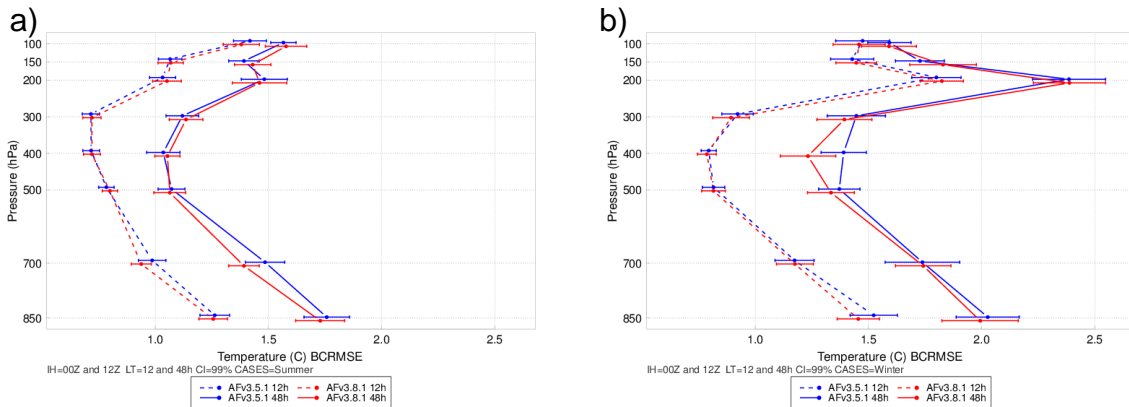 a)
100
150
200
300
400
500
700
850
Pressure (hPa)
1.0 1.5 2.0 2.5
Temperature (C) BCRMSE
IH=00Z and 12Z LT=12 and 48h CI=99% CASES=Summer
AFv3.5.1 12h AFv3.8.1 12h
AFv3.5.1 48h AFv3.8.1 48h
b)
100
150
200
300
400
500
700
850
Pressure (hPa)
1.0 1.5 2.0 2.5
Temperature (C) BCRMSE
IH=00Z and 12Z LT=12 and 48h CI=99% CASES=Winter
AFv3.5.1 12h AFv3.8.1 12h
AFv3.5.1 48h AFv3.8.1 48h